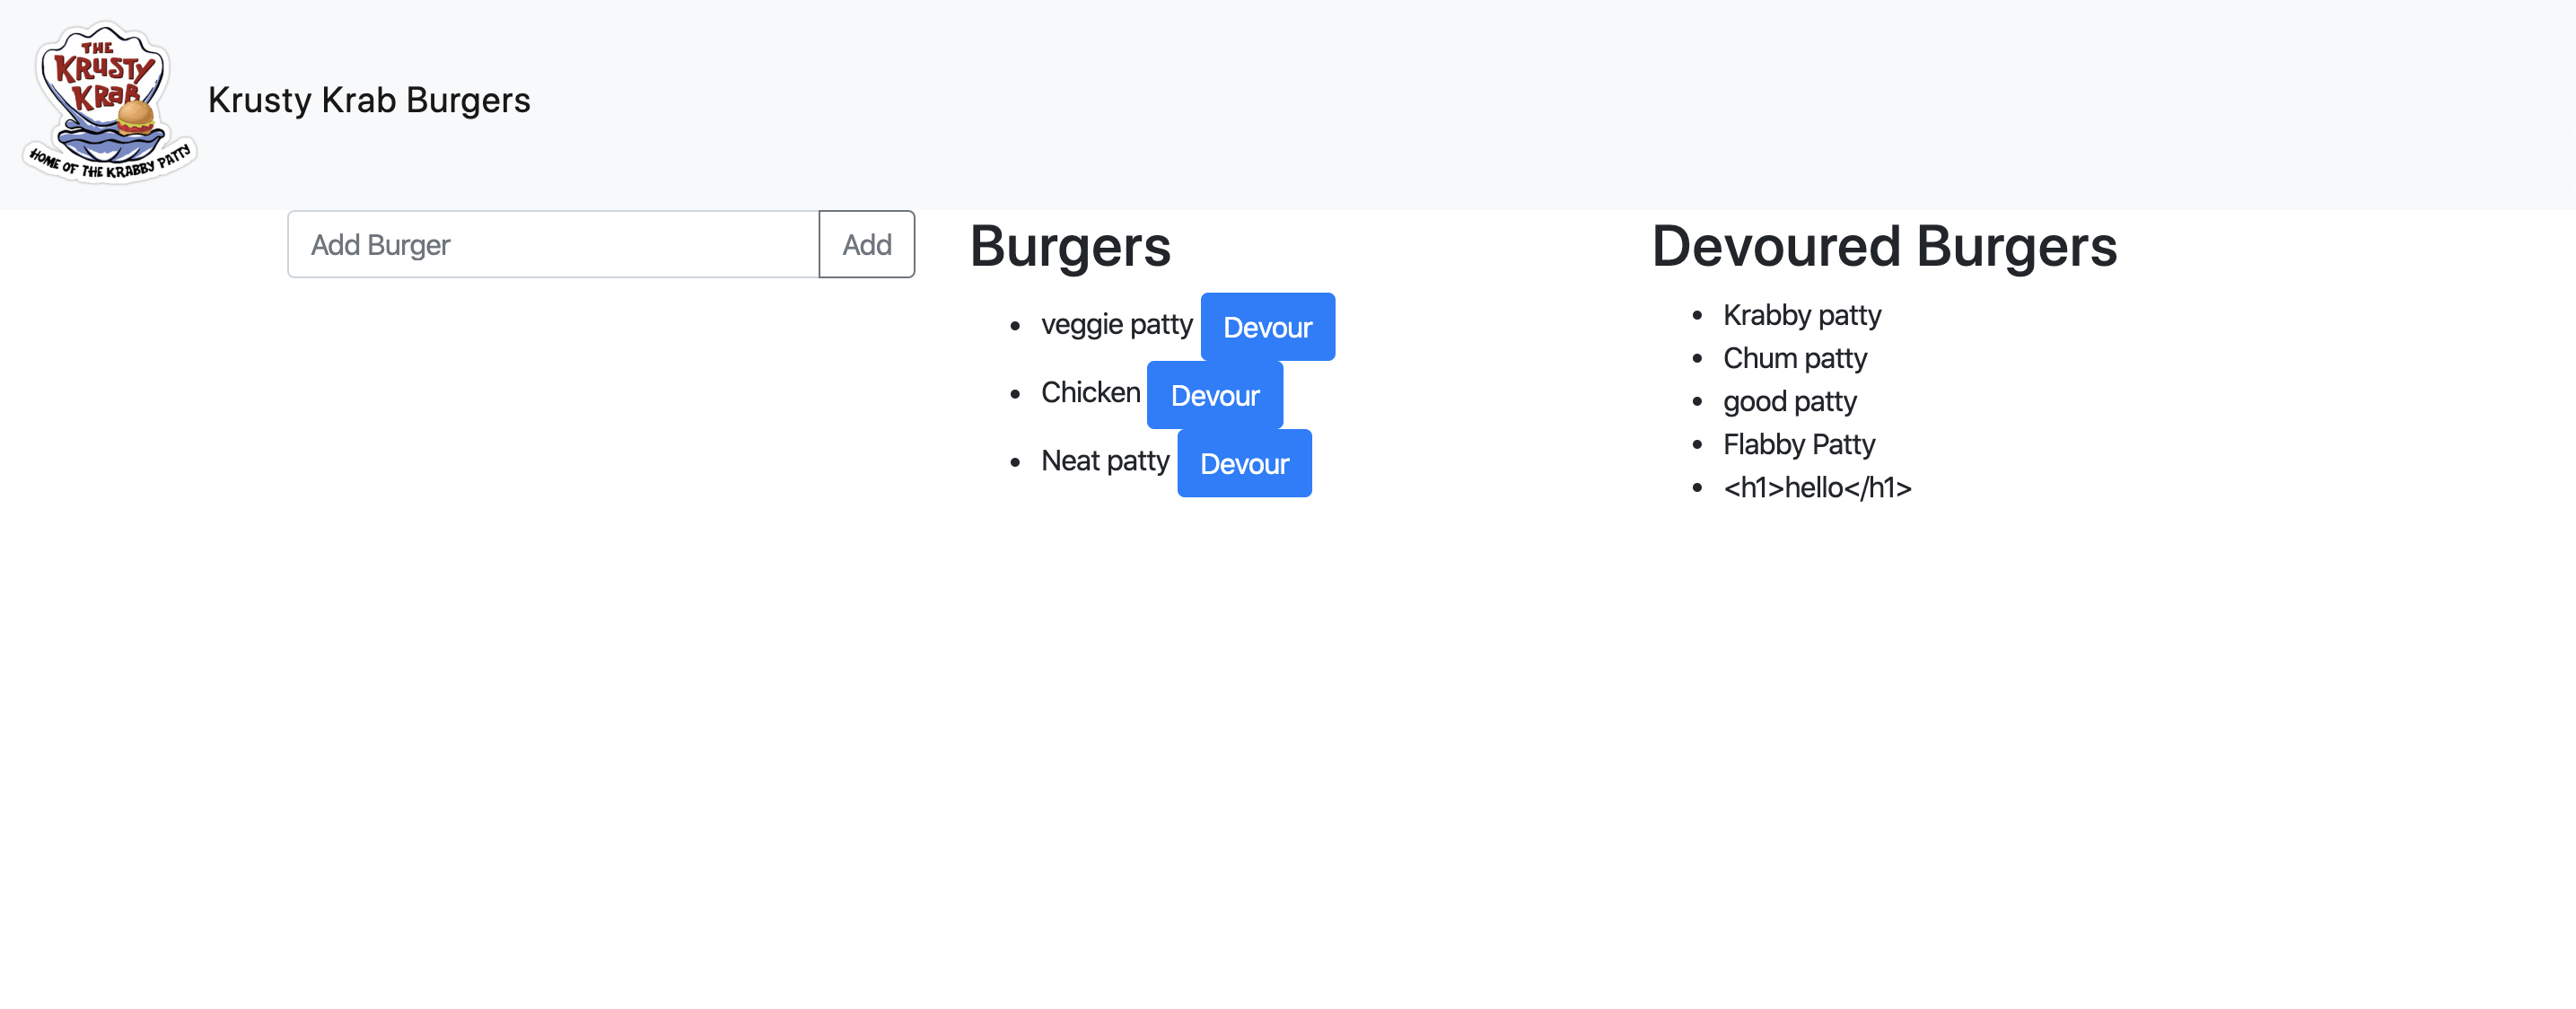 THE
KRUSTY
KRAB
HOME OF THE KRABBY PATTY
Krusty Krab Burgers
Add Burger
Add
Burgers
veggie patty Devour
Chicken Devour
Neat patty Devour
Devoured Burgers
Krabby patty
Chum patty
good patty
Flabby Patty
<h1>hello</h1>